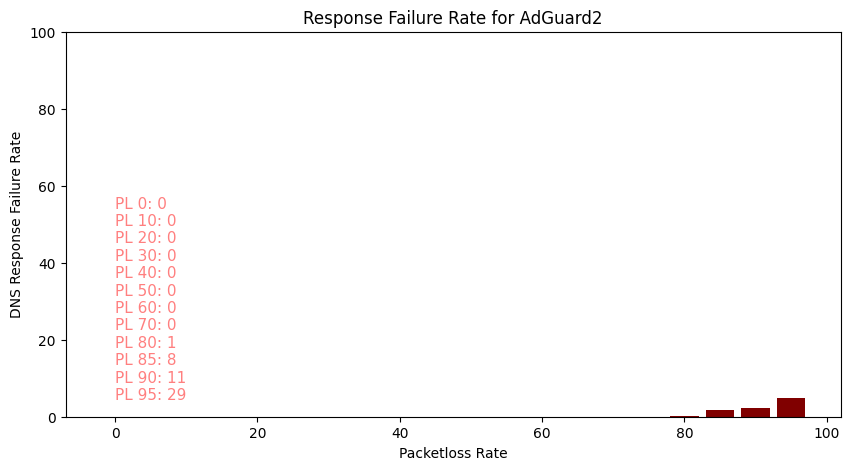 Response Failure Rate for AdGuard2
100
80
60
40
20
0
DNS Response Failure Rate
PL 0: 0
PL 10: 0
PL 20: 0
PL 30: 0
PL 40: 0
PL 50: 0
PL 60: 0
PL 70: 0
PL 80: 1
PL 85: 8
PL 90: 11
PL 95: 29
0 20 40 60 80 100
Packetloss Rate